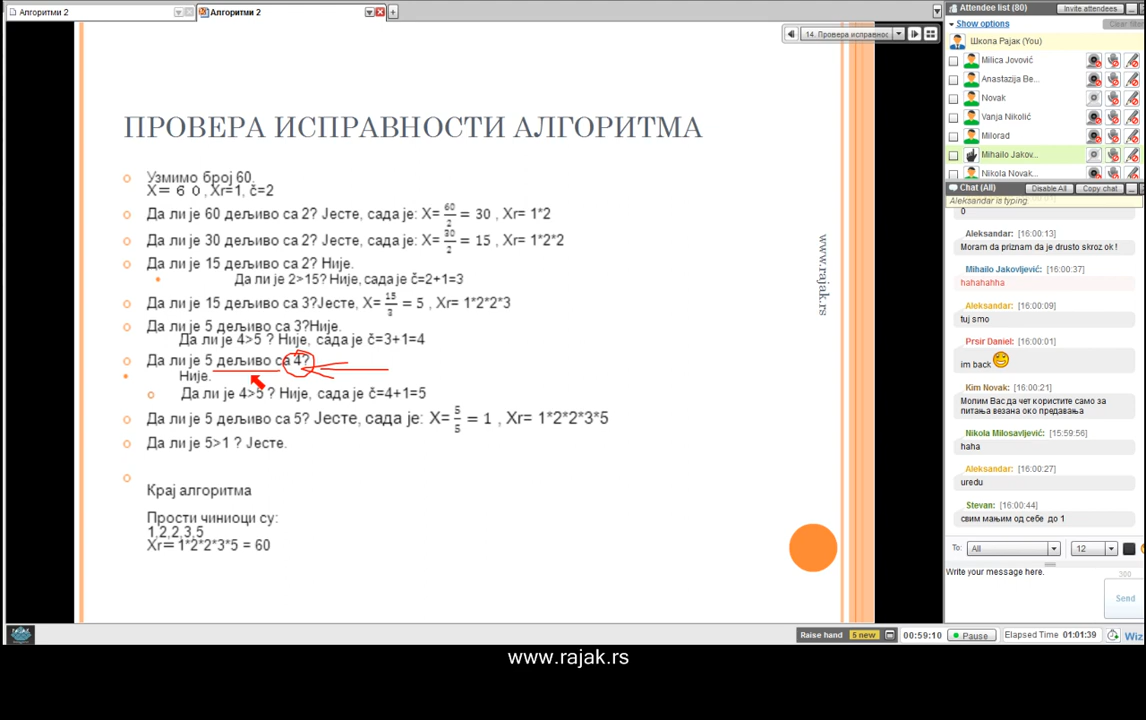 Алгоритми 2
Алгоритми 2
14. Провера исправнос
ПРОВЕРА ИСПРАВНОСТИ АЛГОРИТМА
Узмимо број 60.
X= 6 0 , Xr=1, č=2
Да ли је 60 дељиво са 2? Јесте, сада је: X= 60/2 = 30 , Xr= 1*2
Да ли је 30 дељиво са 2? Јесте, сада је: X= 30/2 = 15 , Xr= 1*2*2
Да ли је 15 дељиво са 2? Није.
Да ли је 2>15? Није, сада је č=2+1=3
Да ли је 15 дељиво са 3?Јесте, X= 15/3 = 5 , Xr= 1*2*2*3
Да ли је 5 дељиво са 3?Није.
Да ли је 4>5 ? Није, сада је č=3+1=4
Да ли је 5 дељиво са 4?
Није.
Да ли је 4>5 ? Није, сада је č=4+1=5
Да ли је 5 дељиво са 5? Јесте, сада је: X= 5/5 = 1 , Xr= 1*2*2*3*5
Да ли је 5>1 ? Јесте.
Крај алгоритма
Прости чиниоци су:
1,2,2,3,5
Xr= 1*2*2*3*5 = 60
www.rajak.rs
Attendee list (80)
Invite attendees
Show options
Clear
Школа Рајак (You)
Milica Jovović
Anastazija Be...
Novak
Vanja Nikolić
Milorad
Mihailo Jakov...
Nikola Novak...
Chat (All)
Disable All
Copy chat
Aleksandar is typing
0
Aleksandar: [16:00:13]
Moram da priznam da je drusto skroz ok !
Mihailo Jakovljević: [16:00:37]
hahahahha
Aleksandar: [16:00:09]
tuj smo
Prsir Daniel: [16:00:01]
im back
Kim Novak: [16:00:21]
Молим Вас да чет користите само за
питања везана око предавања
Nikola Milosavljević: [15:59:56]
haha
Aleksandar: [16:00:27]
uredu
Stevan: [16:00:44]
свим мањим од себе до 1
To:
All
12
Write your message here.
300
Send
Raise hand
5 new
00:59:10
Pause
Elapsed Time
01:01:39
Wiz
www.rajak.rs